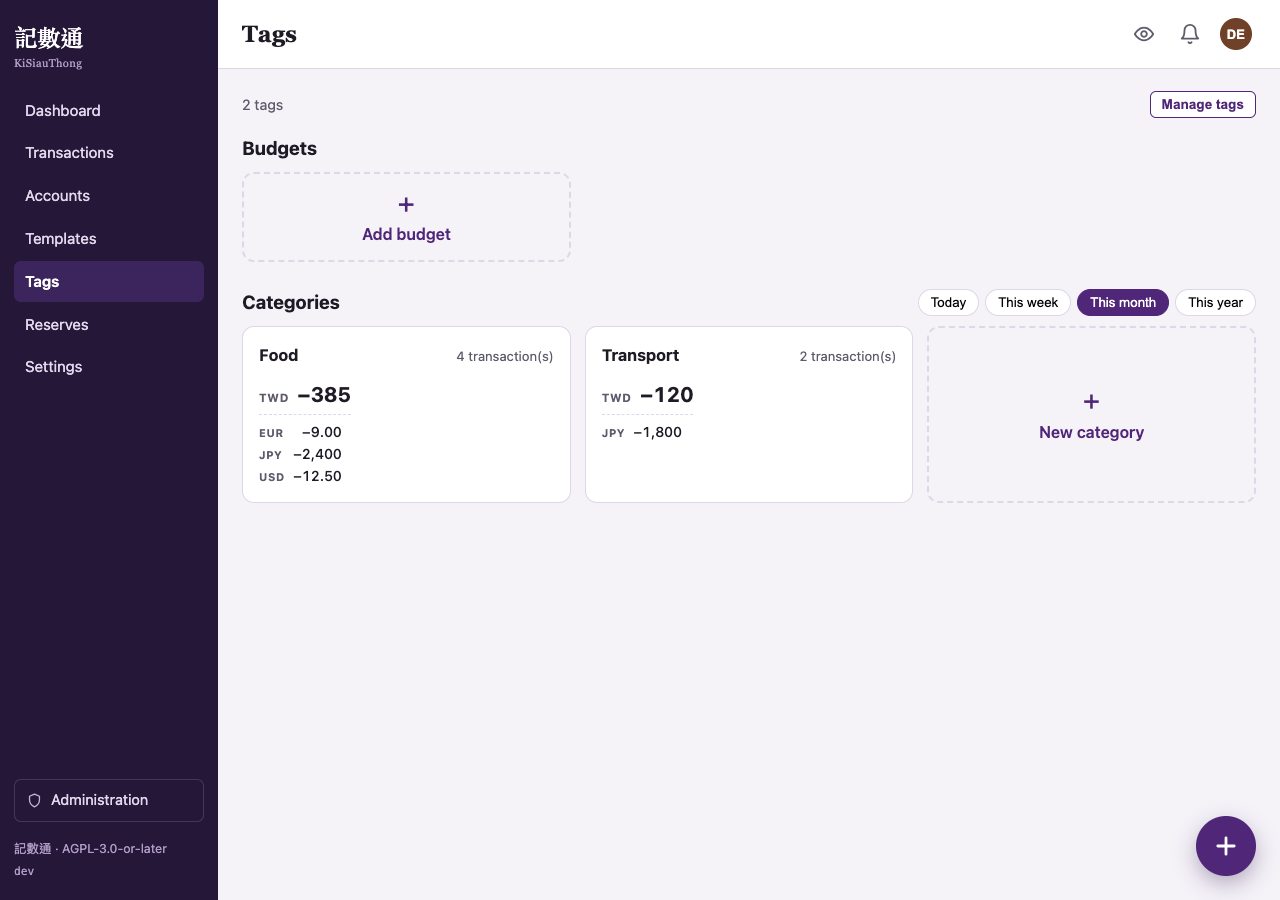 記數通
KiSiauThong
Dashboard
Transactions
Accounts
Templates
Tags
Reserves
Settings
Administration
記數通 · AGPL-3.0-or-later
dev
Tags
DE
2 tags
Manage tags
Budgets
+
Add budget
Categories
Today
This week
This month
This year
Food
4 transaction(s)
TWD −385
EUR −9.00
JPY −2,400
USD −12.50
Transport
2 transaction(s)
TWD −120
JPY −1,800
+
New category
+